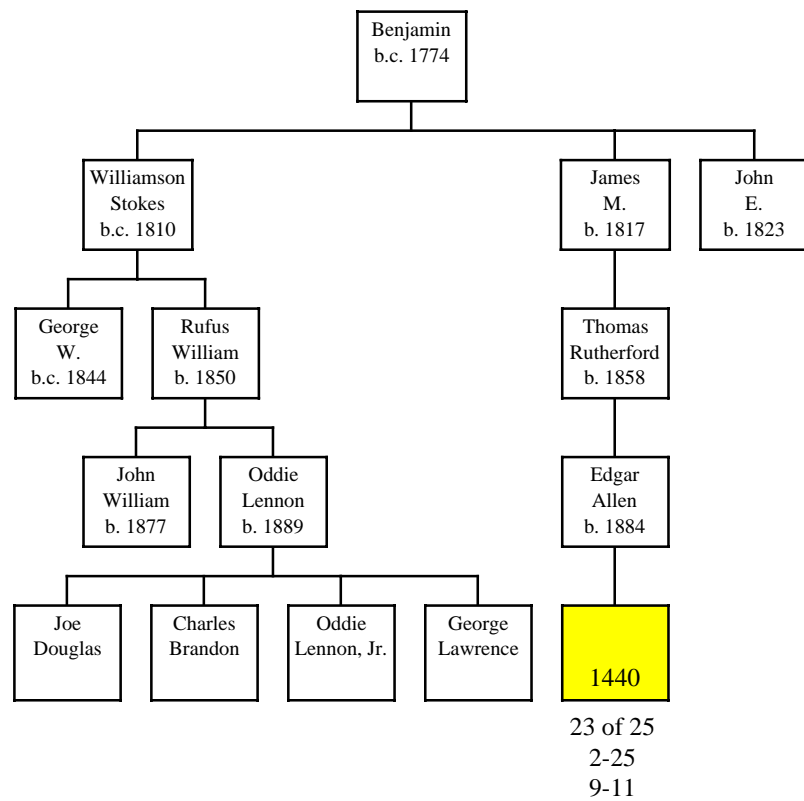 Benjamin
b.c. 1774
Williamson
Stokes
b.c. 1810
James
M.
b. 1817
John
E.
b. 1823
George
W.
b.c. 1844
Rufus
William
b. 1850
Thomas
Rutherford
b. 1858
John
William
b. 1877
Oddie
Lennon
b. 1889
Edgar
Allen
b. 1884
Joe
Douglas
Charles
Brandon
Oddie
Lennon, Jr.
George
Lawrence
1440
23 of 25
2-25
9-11